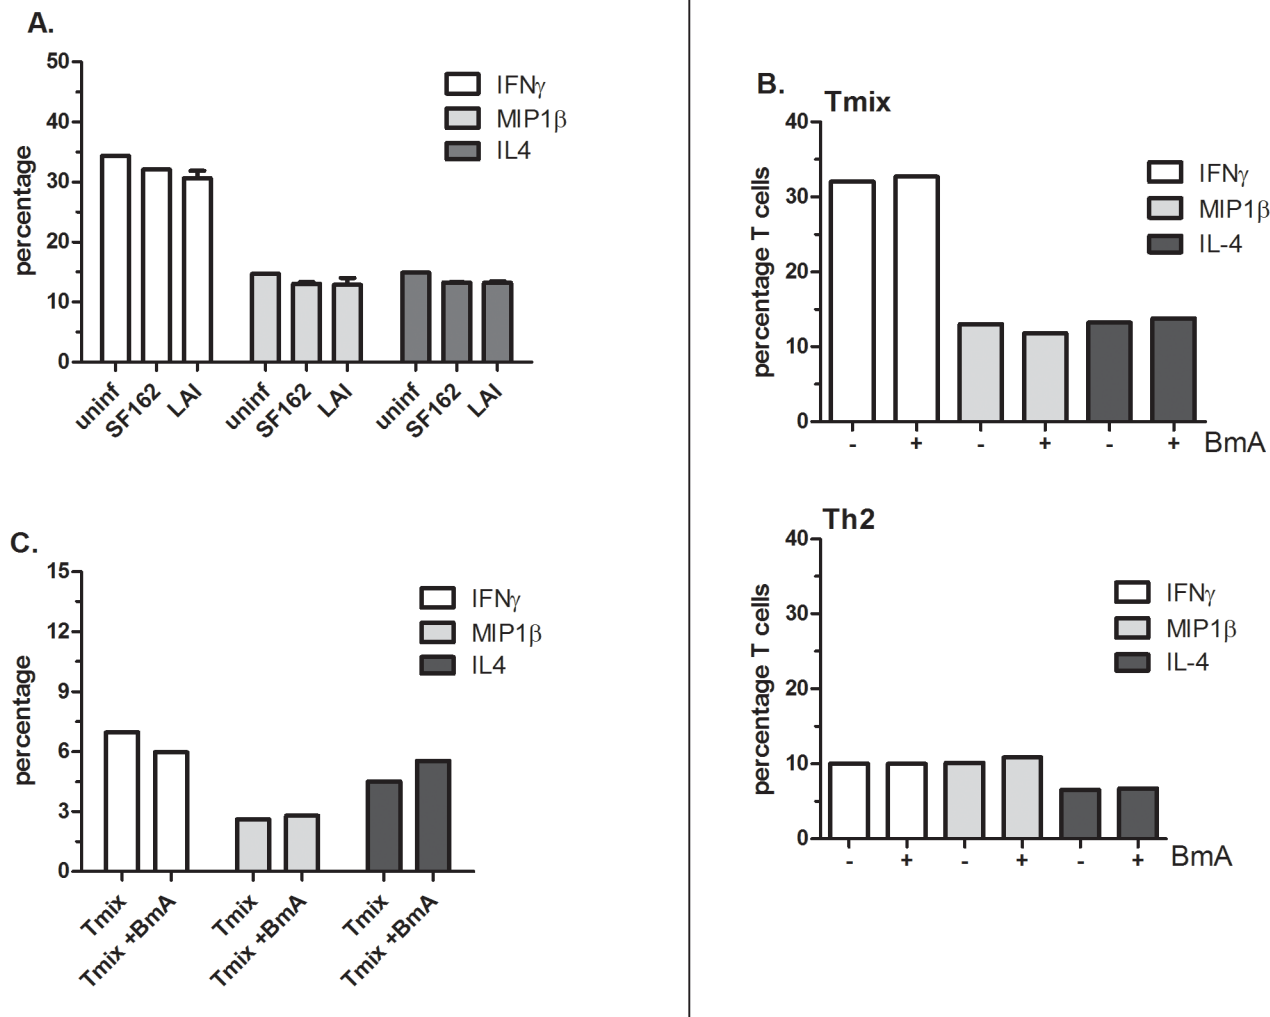 A.
50
40
30
20
10
0
percentage
IFNγ
MIP1β
IL4
uninf
SF162
LAI
uninf
SF162
LAI
uninf
SF162
LAI
B.
Tmix
40
30
20
10
0
percentage T cells
IFNγ
MIP1β
IL-4
- + - + - + BmA
C.
15
12
9
6
3
0
percentage
IFNγ
MIP1β
IL4
Tmix
Tmix +BmA
Tmix
Tmix +BmA
Tmix
Tmix +BmA
Th2
40
30
20
10
0
percentage T cells
IFNγ
MIP1β
IL-4
- + - + - + BmA